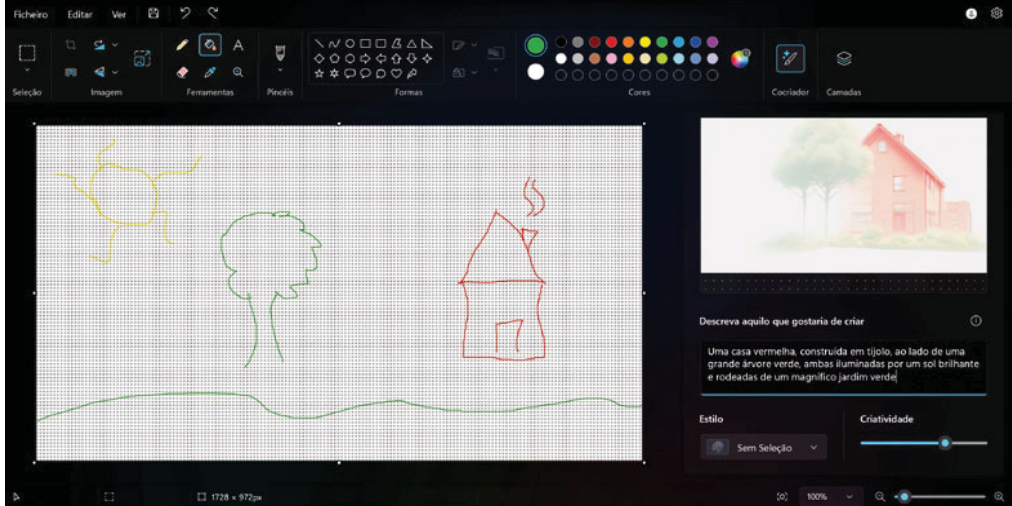 Ficheiro Editar Ver
A
Seleção Imagem Ferramentas Pincéis Formas Cores Cocriador Camadas
Descreva aquilo que gostaria de criar
Uma casa vermelha, construída em tijolo, ao lado de uma
grande árvore verde, ambas iluminadas por um sol brilhante
e rodeadas de um magnífico jardim verde
Estilo Criatividade
Sem Seleção
1728 × 972px 100%